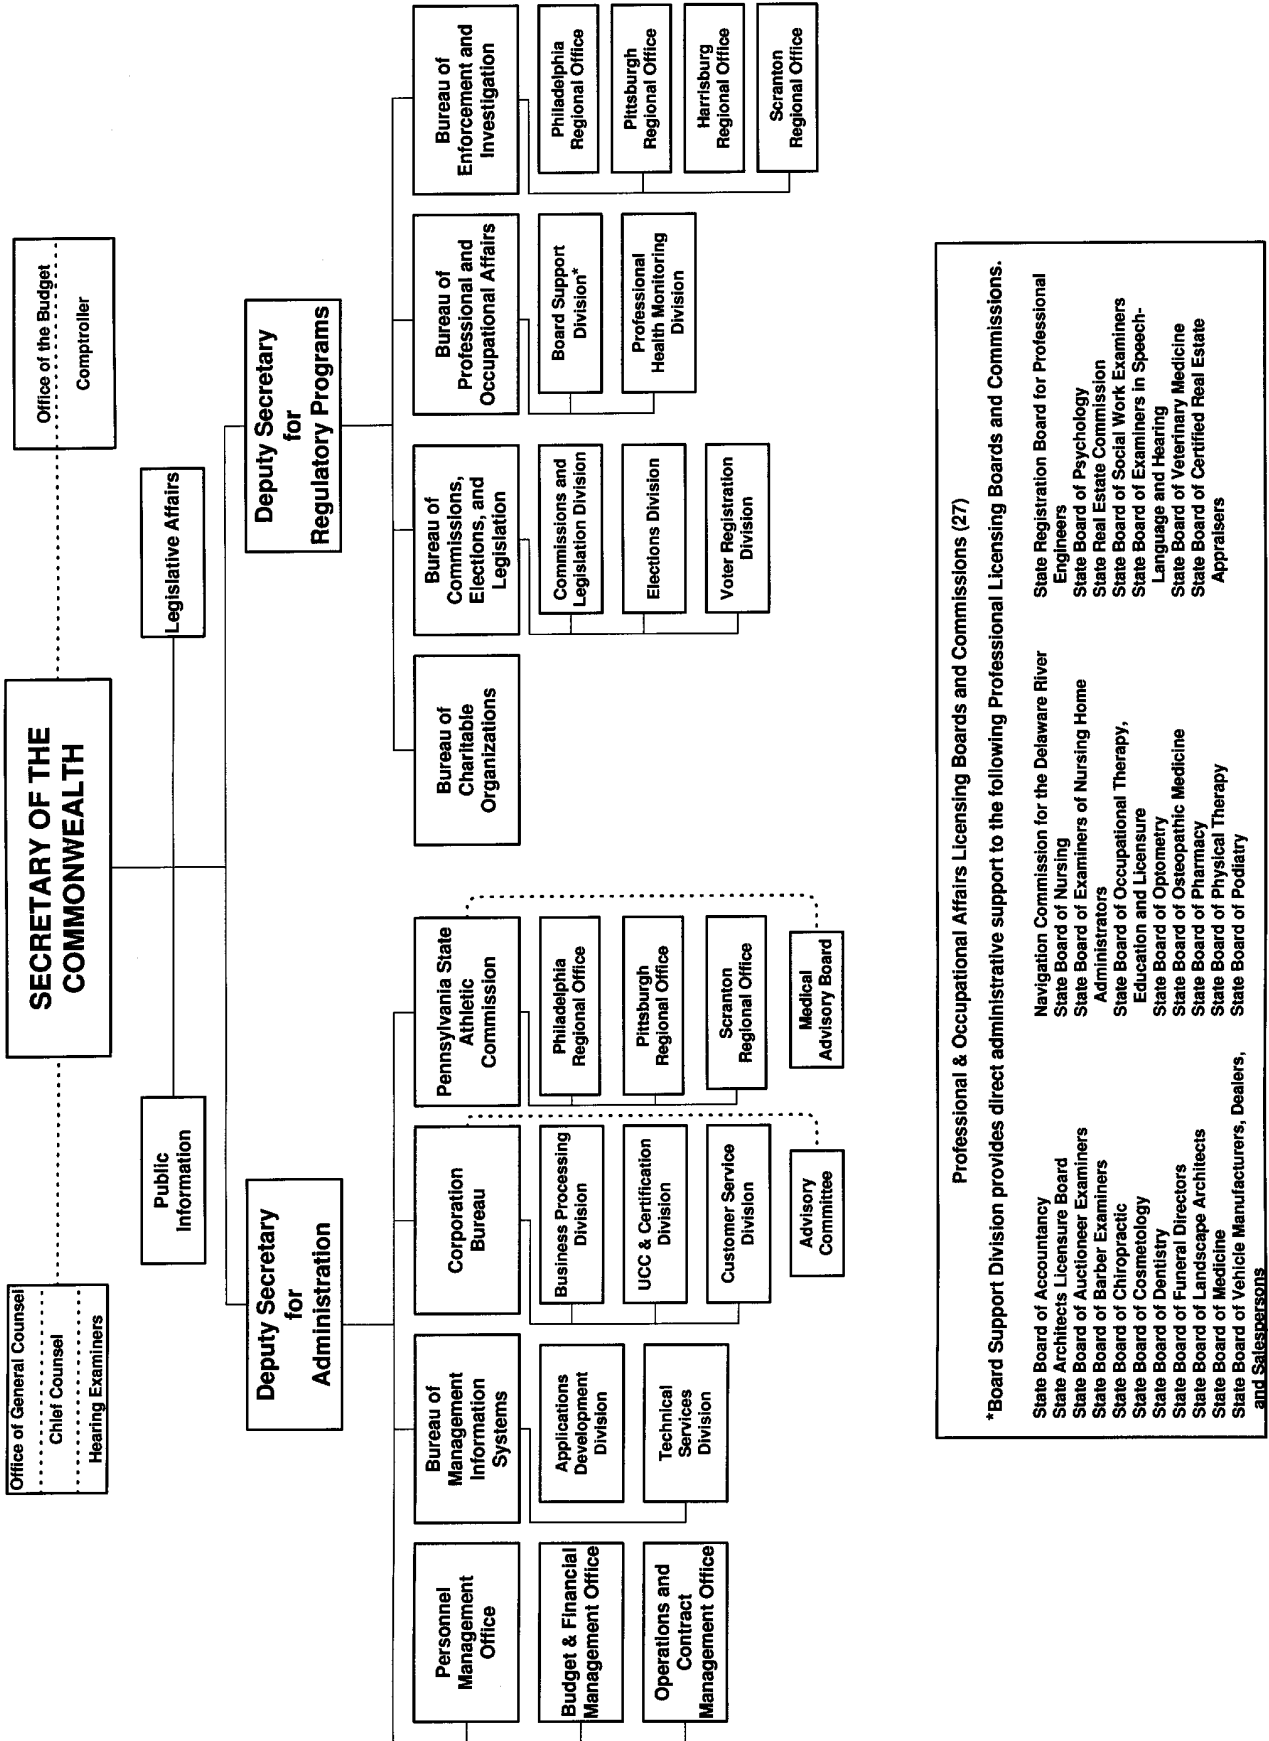 SECRETARY OF THE
COMMONWEALTH
Office of General Counsel
Chief Counsel
Hearing Examiners
Office of the Budget
Comptroller
Public
Information
Legislative Affairs
Deputy Secretary
for
Administration
Deputy Secretary
for
Regulatory Programs
Personnel
Management
Office
Budget & Financial
Management Office
Operations and
Contract
Management Office
Bureau of
Management
Information
Systems
Applications
Development
Division
Technical
Services
Division
Corporation
Bureau
Business Processing
Division
UCC & Certification
Division
Customer Service
Division
Advisory
Committee
Pennsylvania State
Athletic
Commission
Philadelphia
Regional Office
Pittsburgh
Regional Office
Scranton
Regional Office
Medical
Advisory Board
Bureau of
Charitable
Organizations
Bureau of
Commissions,
Elections, and
Legislation
Commissions and
Legislation Division
Elections Division
Voter Registration
Division
Bureau of
Professional and
Occupational Affairs
Board Support
Division*
Professional
Health Monitoring
Division
Bureau of
Enforcement and
Investigation
Philadelphia
Regional Office
Pittsburgh
Regional Office
Harrisburg
Regional Office
Scranton
Regional Office
Professional & Occupational Affairs Licensing Boards and Commissions (27)
*Board Support Division provides direct administrative support to the following Professional Licensing Boards and Commissions.
State Board of Accountancy
State Architects Licensure Board
State Board of Auctioneer Examiners
State Board of Barber Examiners
State Board of Chiropractic
State Board of Cosmetology
State Board of Dentistry
State Board of Funeral Directors
State Board of Landscape Architects
State Board of Medicine
State Board of Vehicle Manufacturers, Dealers,
and Salespersons
Navigation Commission for the Delaware River
State Board of Nursing
State Board of Examiners of Nursing Home
Administrators
State Board of Occupational Therapy,
Education and Licensure
State Board of Optometry
State Board of Osteopathic Medicine
State Board of Pharmacy
State Board of Physical Therapy
State Board of Podiatry
State Registration Board for Professional
Engineers
State Board of Psychology
State Real Estate Commission
State Board of Social Work Examiners
State Board of Examiners in Speech-
Language and Hearing
State Board of Veterinary Medicine
State Board of Certified Real Estate
Appraisers